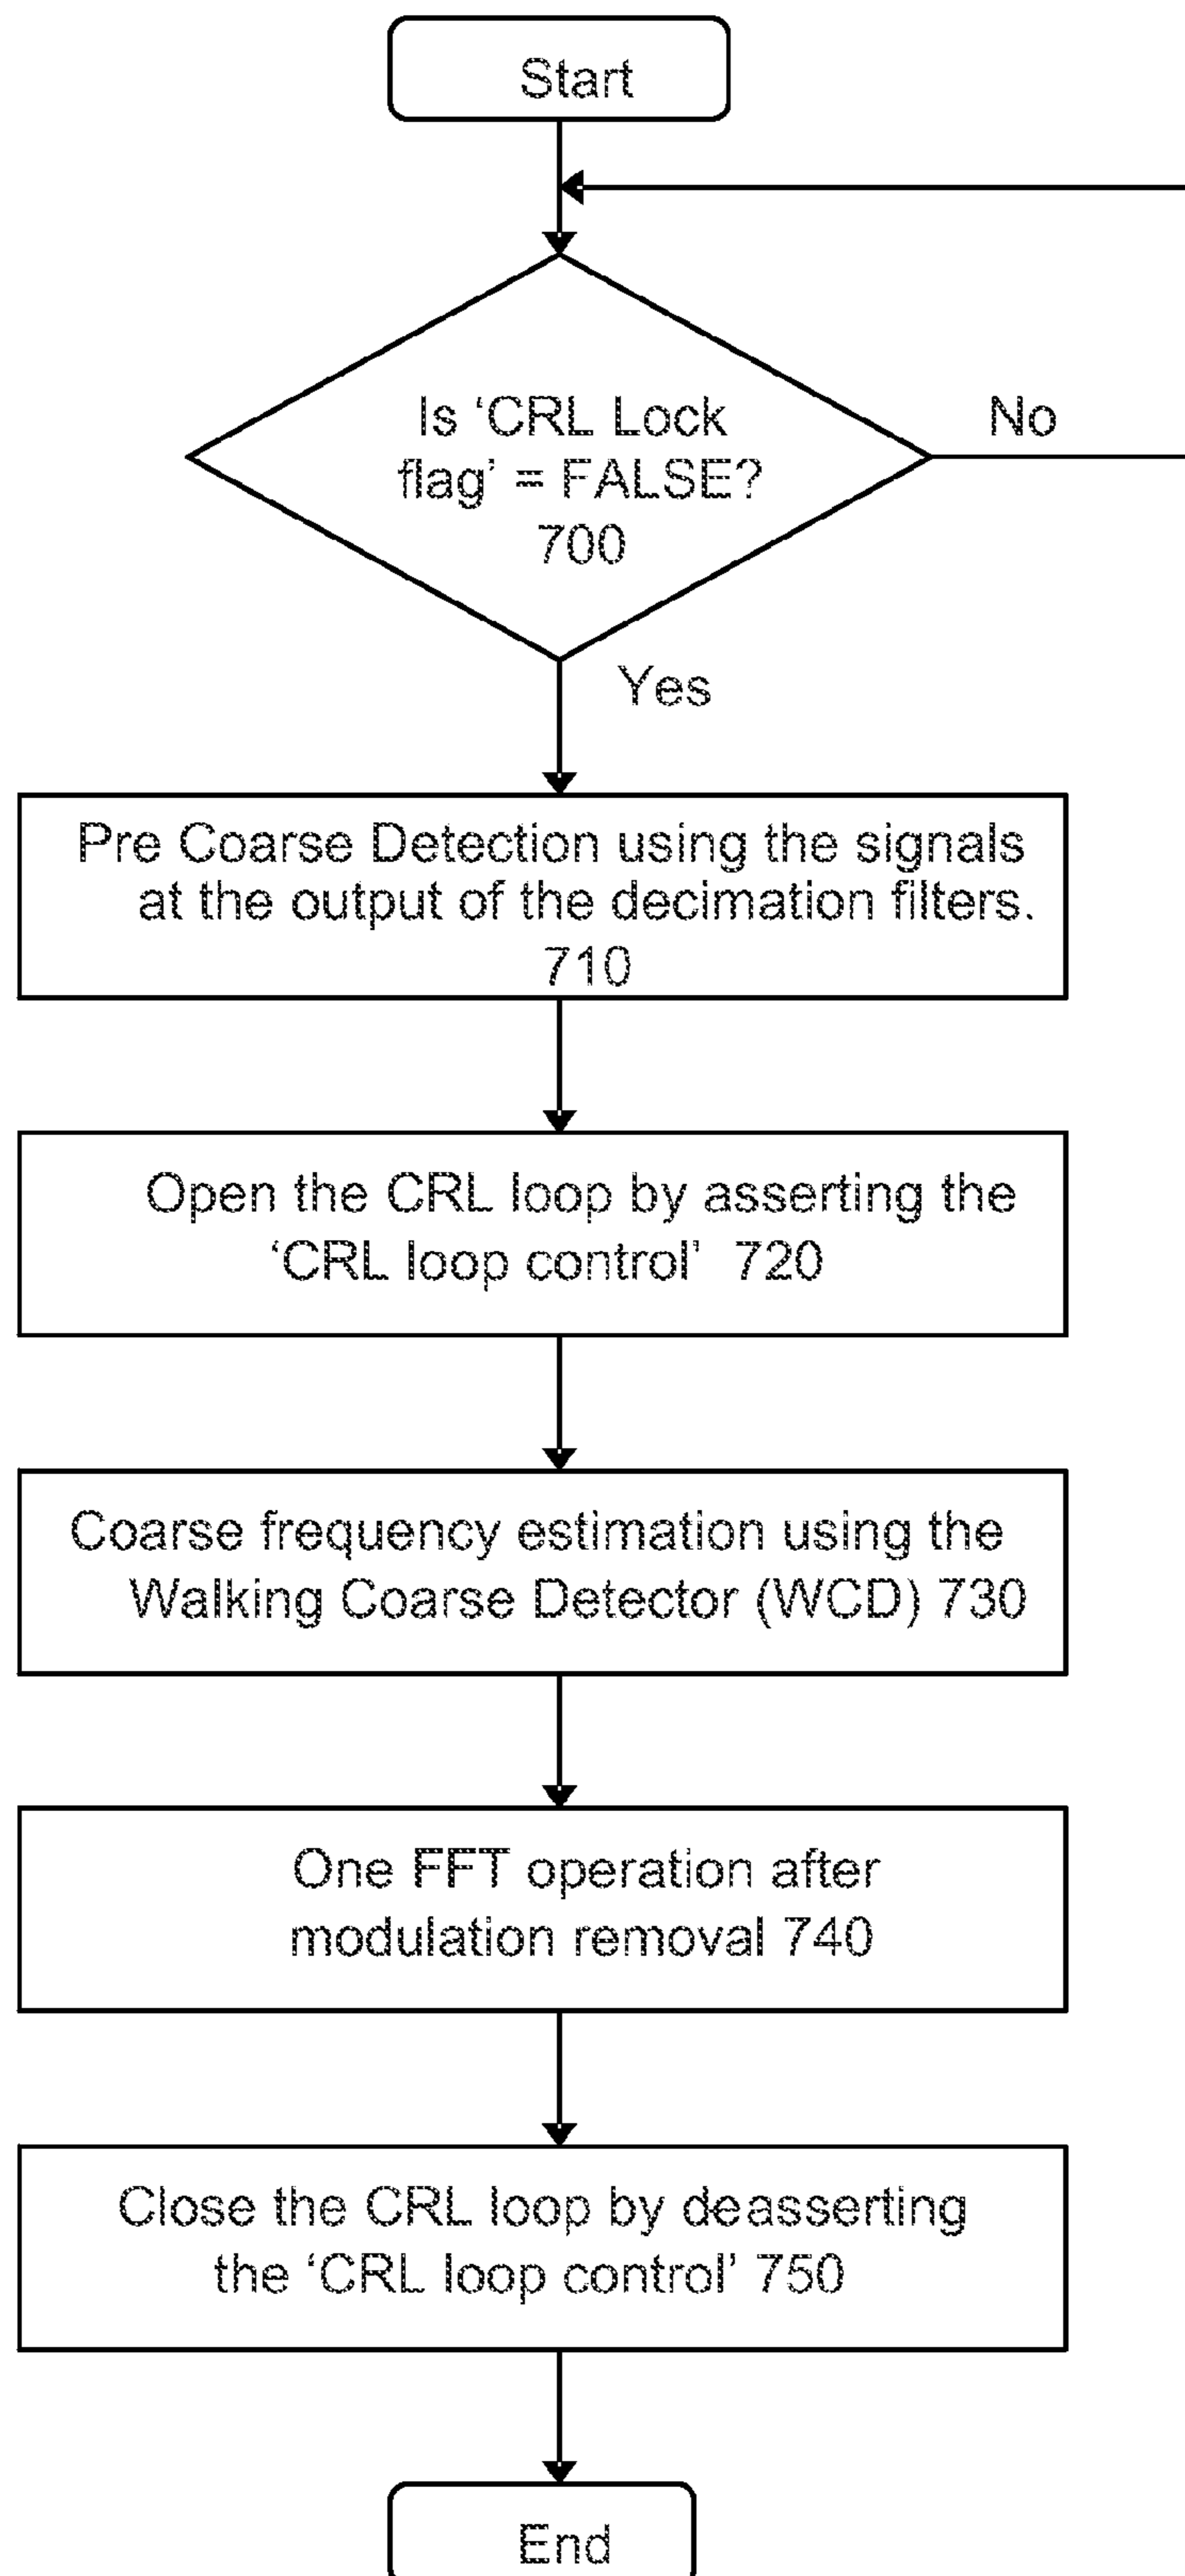 Start
Is ‘CRL Lock
flag’ = FALSE?
700
No
Yes
Pre Coarse Detection using the signals
at the output of the decimation filters.
710
Open the CRL loop by asserting the
‘CRL loop control’ 720
Coarse frequency estimation using the
Walking Coarse Detector (WCD) 730
One FFT operation after
modulation removal 740
Close the CRL loop by deasserting
the ‘CRL loop control’ 750
End